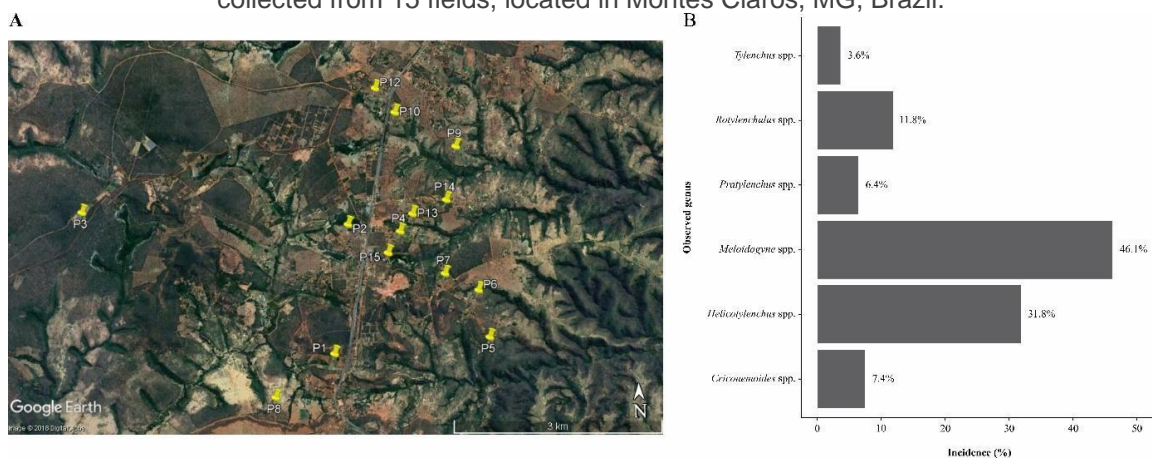 collected from 15 fields, located in Montes Claros, MG, Brazil.
A
P12
P10
P9
P14
P3
P13
P4
P2
P15
P7
P6
P5
P1
P8
Google Earth
N
3 km
B
Observed genus
Tylenchus spp.
3.6%
Rotylenchulus spp.
11.8%
Pratylenchus spp.
6.4%
Meloidogyne spp.
46.1%
Helicotylenchus spp.
31.8%
Criconemoides spp.
7.4%
0 10 20 30 40 50
Incidence (%)